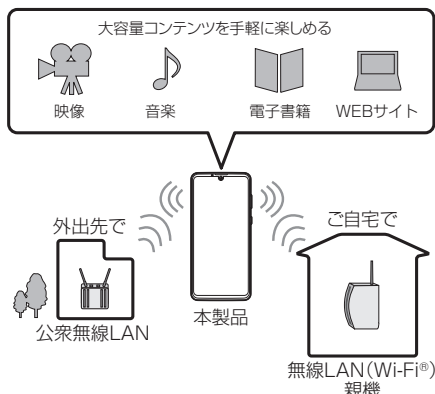 大容量コンテンツを手軽に楽しめる
映像
音楽
電子書籍
WEBサイト
外出先で
ご自宅で
公衆無線LAN
本製品
無線LAN(Wi-Fi®)
親機